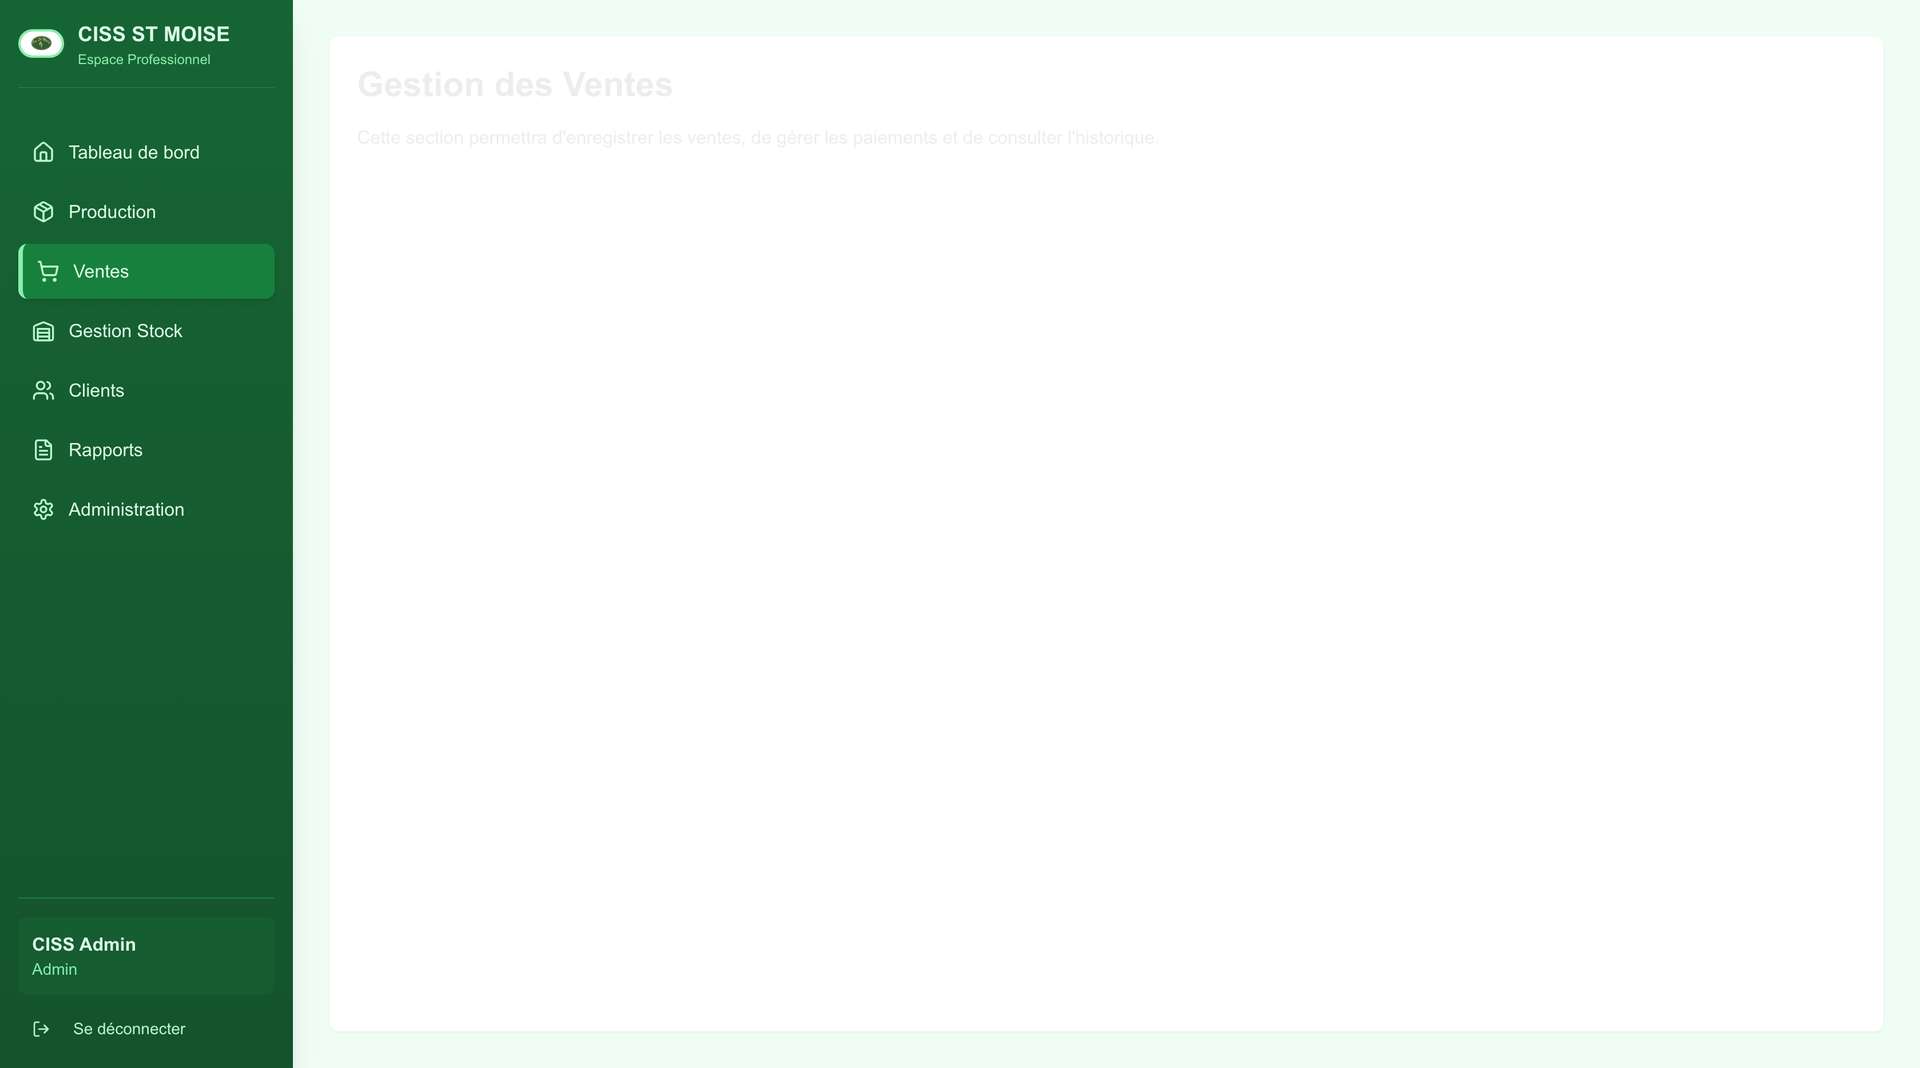 CISS ST MOISE
Espace Professionnel
Tableau de bord
Production
Ventes
Gestion Stock
Clients
Rapports
Administration
CISS Admin
Admin
Se déconnecter
Gestion des Ventes
Cette section permettra d'enregistrer les ventes, de gérer les paiements et de consulter l'historique.